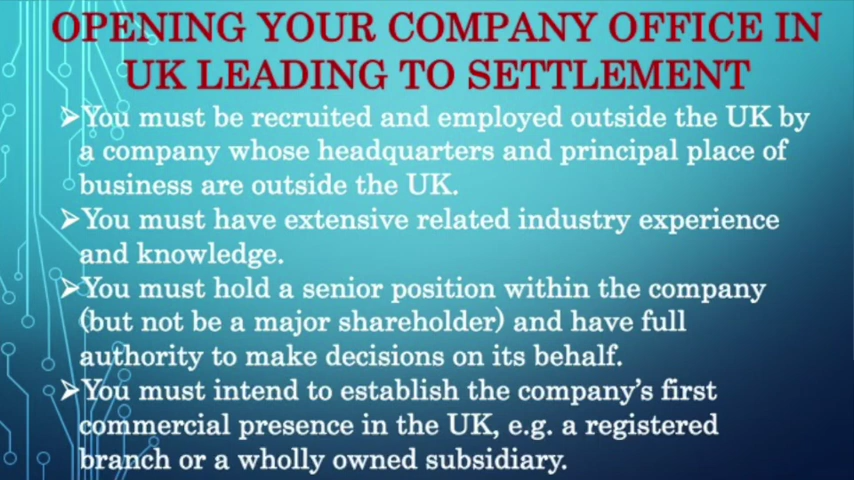 OPENING YOUR COMPANY OFFICE IN
UK LEADING TO SETTLEMENT
➢You must be recruited and employed outside the UK by
a company whose headquarters and principal place of
business are outside the UK.
➢You must have extensive related industry experience
and knowledge.
➢You must hold a senior position within the company
(but not be a major shareholder) and have full
authority to make decisions on its behalf.
➢You must intend to establish the company’s first
commercial presence in the UK, e.g. a registered
branch or a wholly owned subsidiary.